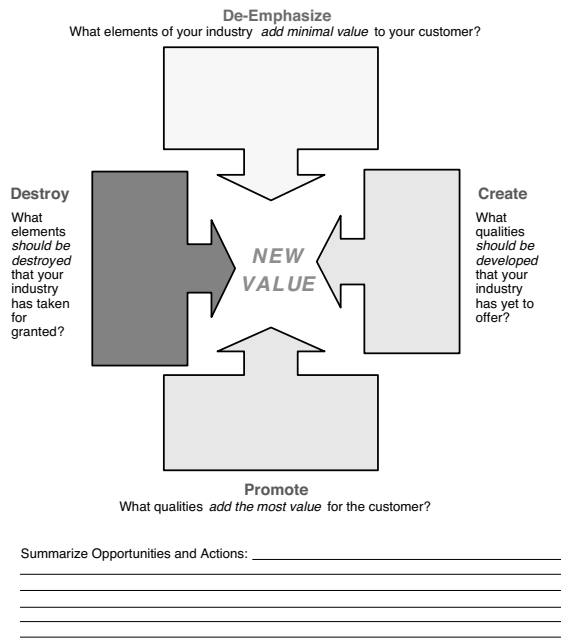 De-Emphasize
What elements of your industry add minimal value to your customer?
Destroy
What
elements
should be
destroyed
that your
industry
has taken
for
granted?
NEW
VALUE
Create
What
qualities
should be
developed
that your
industry
has yet to
offer?
Promote
What qualities add the most value for the customer?
Summarize Opportunities and Actions: